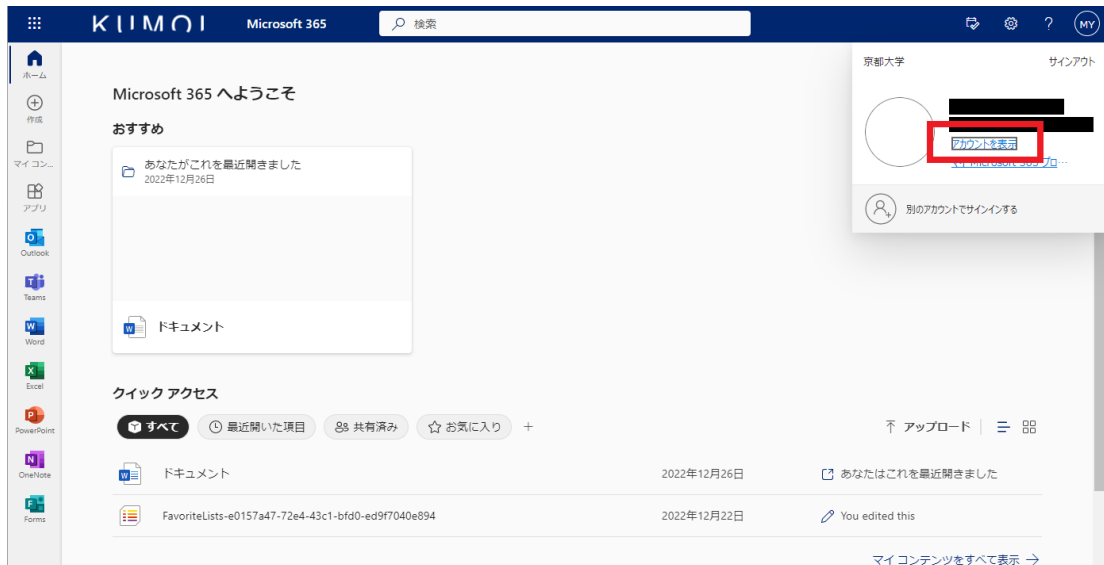 KUMOI Microsoft 365 検索 ? MY
京都大学 サインアウト
アカウントを表示
マイ Microsoft 365 プロ…
別のアカウントでサインインする
ホーム
作成
マイ コン…
アプリ
Outlook
Teams
Word
Excel
PowerPoint
OneNote
Forms
Microsoft 365 へようこそ
おすすめ
あなたがこれを最近開きました
2022年12月26日
ドキュメント
クイック アクセス
すべて 最近開いた項目 共有済み お気に入り + アップロード
ドキュメント 2022年12月26日 あなたはこれを最近開きました
FavoriteLists-e0157a47-72e4-43c1-bfd0-ed9f7040e894 2022年12月22日 You edited this
マイ コンテンツをすべて表示 →